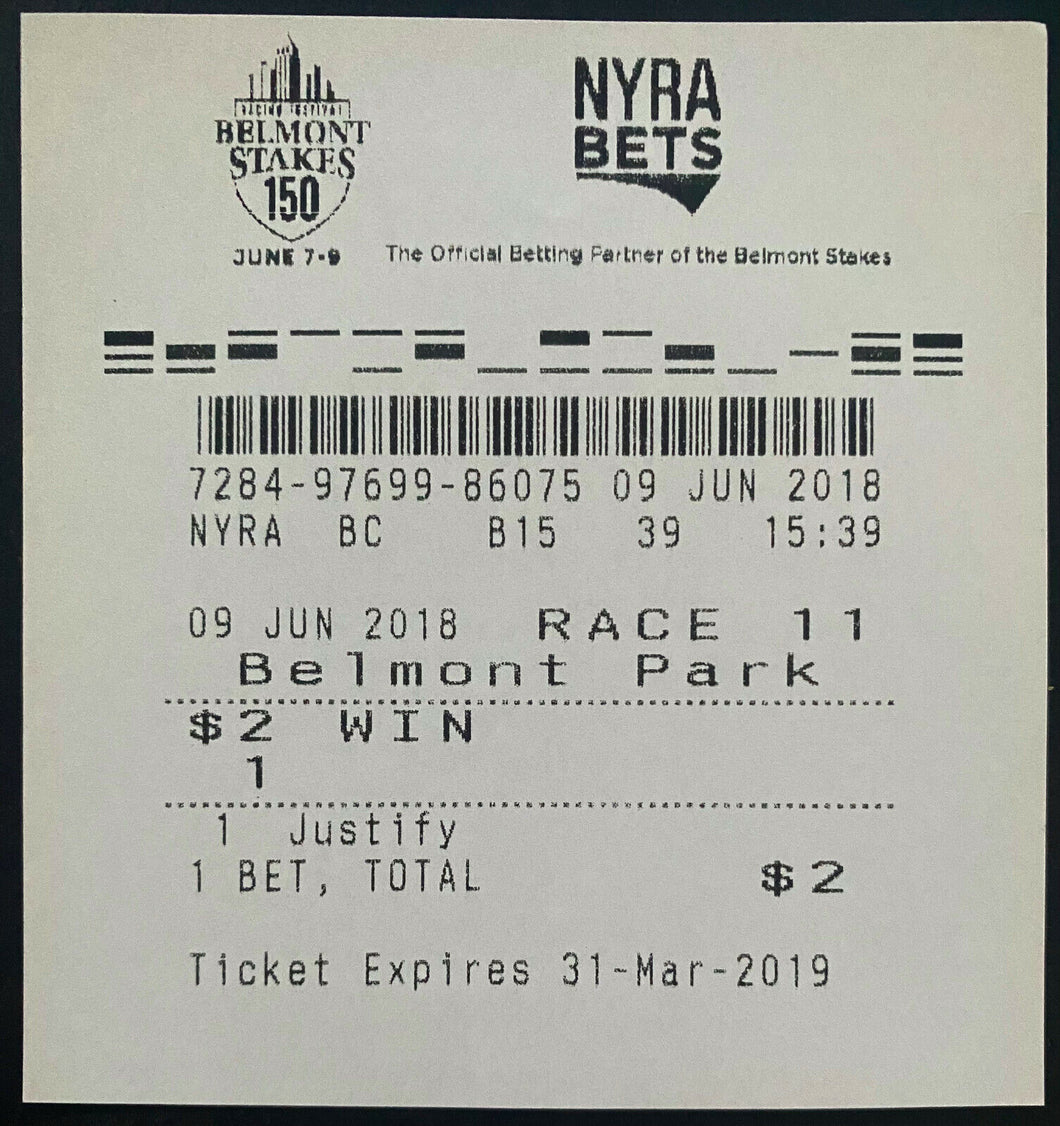 RACING FESTIVAL
BELMONT
STAKES
150
JUNE 7-9
NYRA
BETS
The Official Betting Partner of the Belmont Stakes
7284-97699-86075 09 JUN 2018
NYRA BC B15 39 15:39
09 JUN 2018 RACE 11
Belmont Park
$2 WIN
1
1 Justify
1 BET, TOTAL $2
Ticket Expires 31-Mar-2019